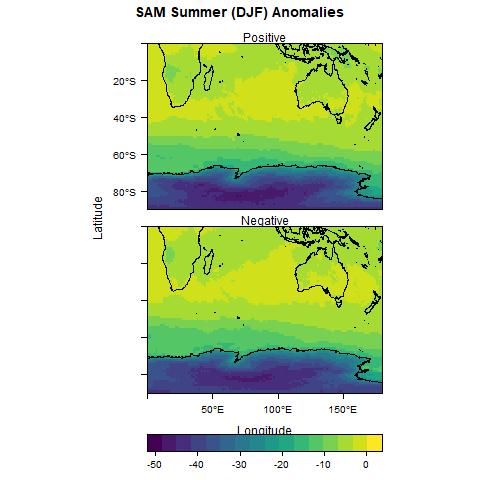 SAM Summer (DJF) Anomalies
Positive
20°S
40°S
60°S
80°S
Latitude
Negative
50°E 100°E 150°E
Longitude
-50 -40 -30 -20 -10 0